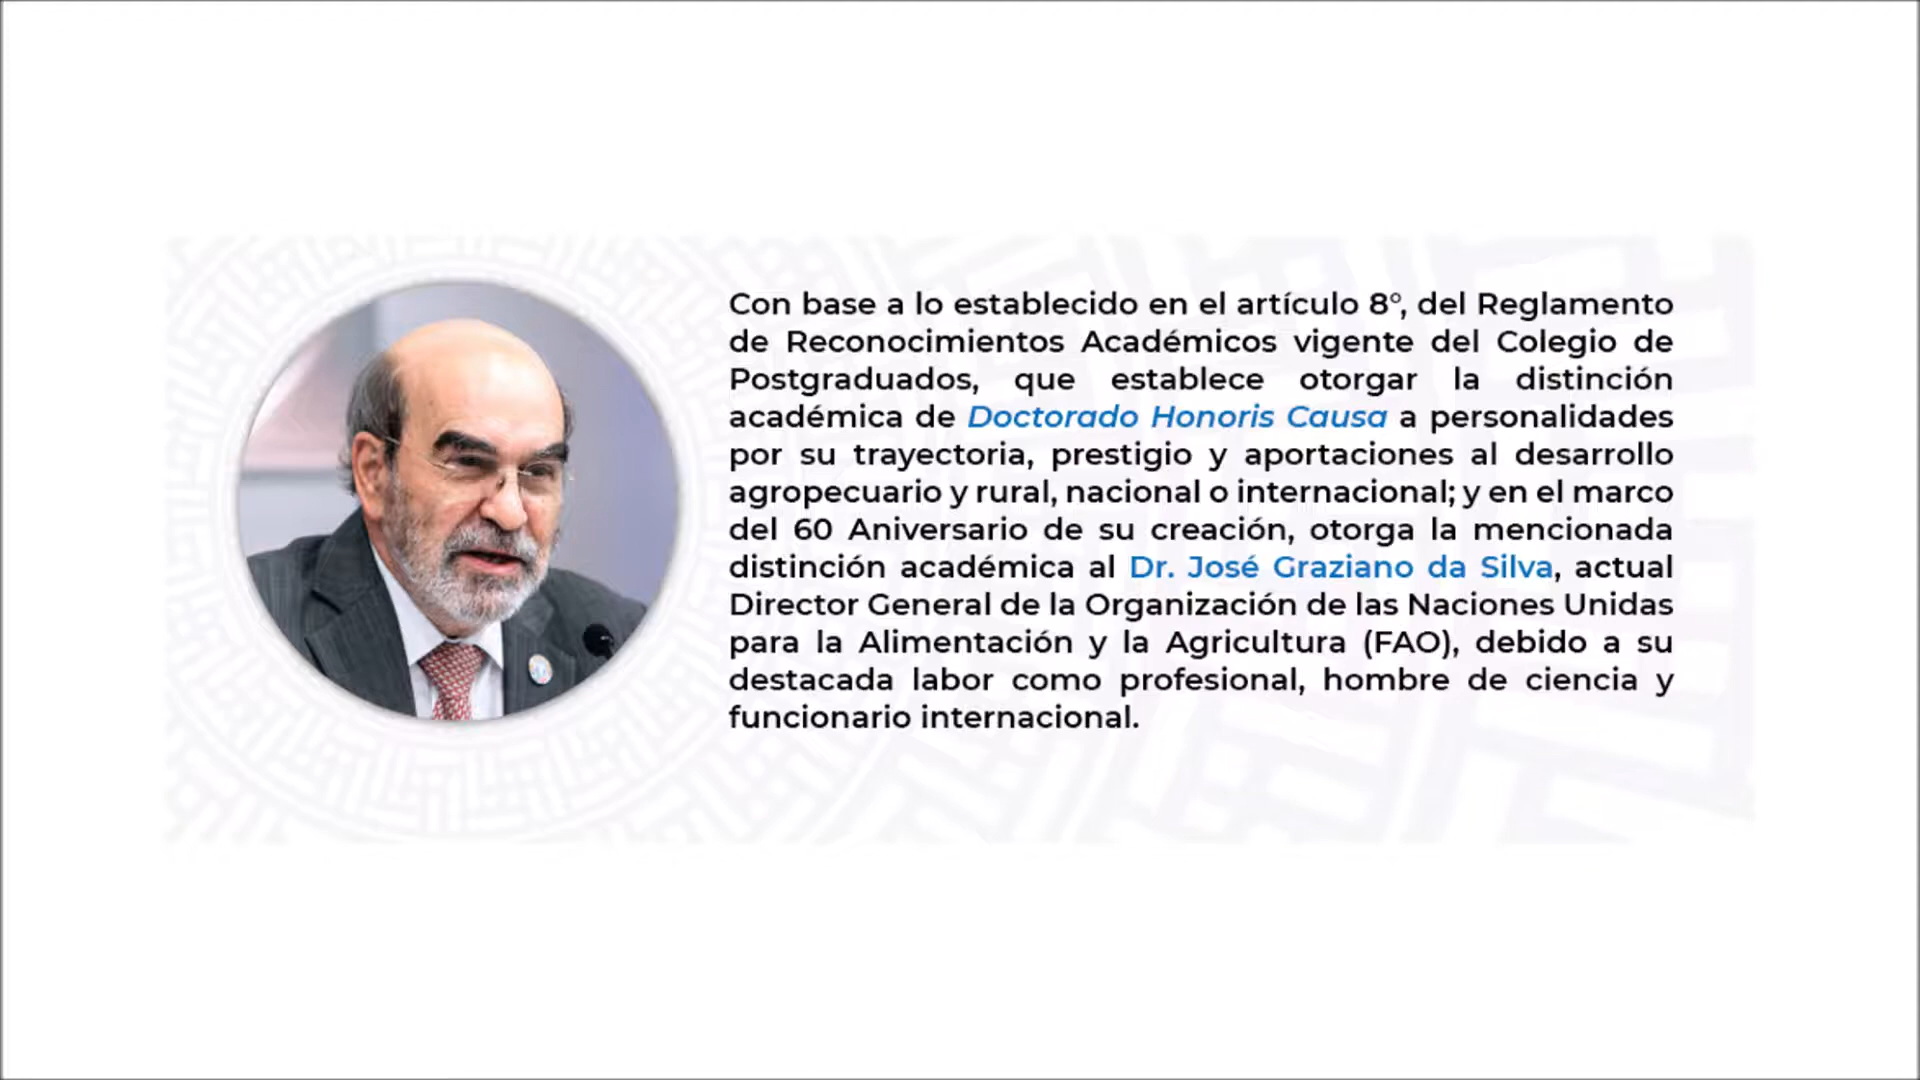 Con base a lo establecido en el artículo 8°, del Reglamento
de Reconocimientos Académicos vigente del Colegio de
Postgraduados, que establece otorgar la distinción
académica de Doctorado Honoris Causa a personalidades
por su trayectoria, prestigio y aportaciones al desarrollo
agropecuario y rural, nacional o internacional; y en el marco
del 60 Aniversario de su creación, otorga la mencionada
distinción académica al Dr. José Graziano da Silva, actual
Director General de la Organización de las Naciones Unidas
para la Alimentación y la Agricultura (FAO), debido a su
destacada labor como profesional, hombre de ciencia y
funcionario internacional.